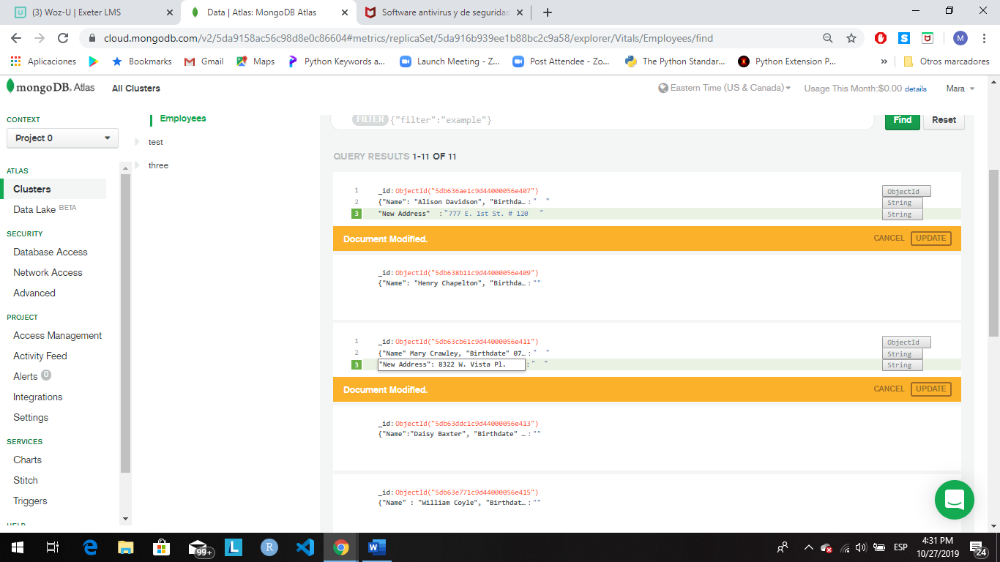 (3) Woz-U | Exeter LMS
Data | Atlas: MongoDB Atlas
Software antivirus y de seguridad
cloud.mongodb.com/v2/5da9158ac56c98d8e0c86604#metrics/replicaSet/5da916b939ee1b88bc2c9a58/explorer/Vitals/Employees/find
M
Aplicaciones
Bookmarks
Gmail
Maps
Python Keywords a...
Launch Meeting - Z...
Post Attendee - Zo...
The Python Standar...
Python Extension P...
»
Otros marcadores
mongoDB. Atlas
All Clusters
Eastern Time (US & Canada)
Usage This Month:$0.00 details
Mara
CONTEXT
Project 0
ATLAS
Clusters
Data Lake BETA
SECURITY
Database Access
Network Access
Advanced
PROJECT
Access Management
Activity Feed
Alerts 0
Integrations
Settings
SERVICES
Charts
Stitch
Triggers
HELP
Employees
test
three
FILTER {"filter":"example"}
Find
Reset
QUERY RESULTS 1-11 OF 11
1 _id:ObjectId("5db636ae1c9d44000056e407") ObjectId
2 {"Name": "Alison Davidson", "Birthda… : " " String
3 "New Address" : "777 E. 1st St. # 120 " String
Document Modified. CANCEL UPDATE
_id:ObjectId("5db638b11c9d44000056e409")
{"Name": "Henry Chapelton", "Birthda… : ""
1 _id:ObjectId("5db63cb61c9d44000056e411") ObjectId
2 {"Name" Mary Crawley, "Birthdate" 07… : " " String
3 "New Address": 8322 W. Vista Pl. : " " String
Document Modified. CANCEL UPDATE
_id:ObjectId("5db63ddc1c9d44000056e413")
{"Name":"Daisy Baxter", "Birthdate" … : ""
_id:ObjectId("5db63e771c9d44000056e415")
{"Name" : "William Coyle", "Birthdat… : ""
99+
L
R
W
ESP
4:31 PM
10/27/2019
24